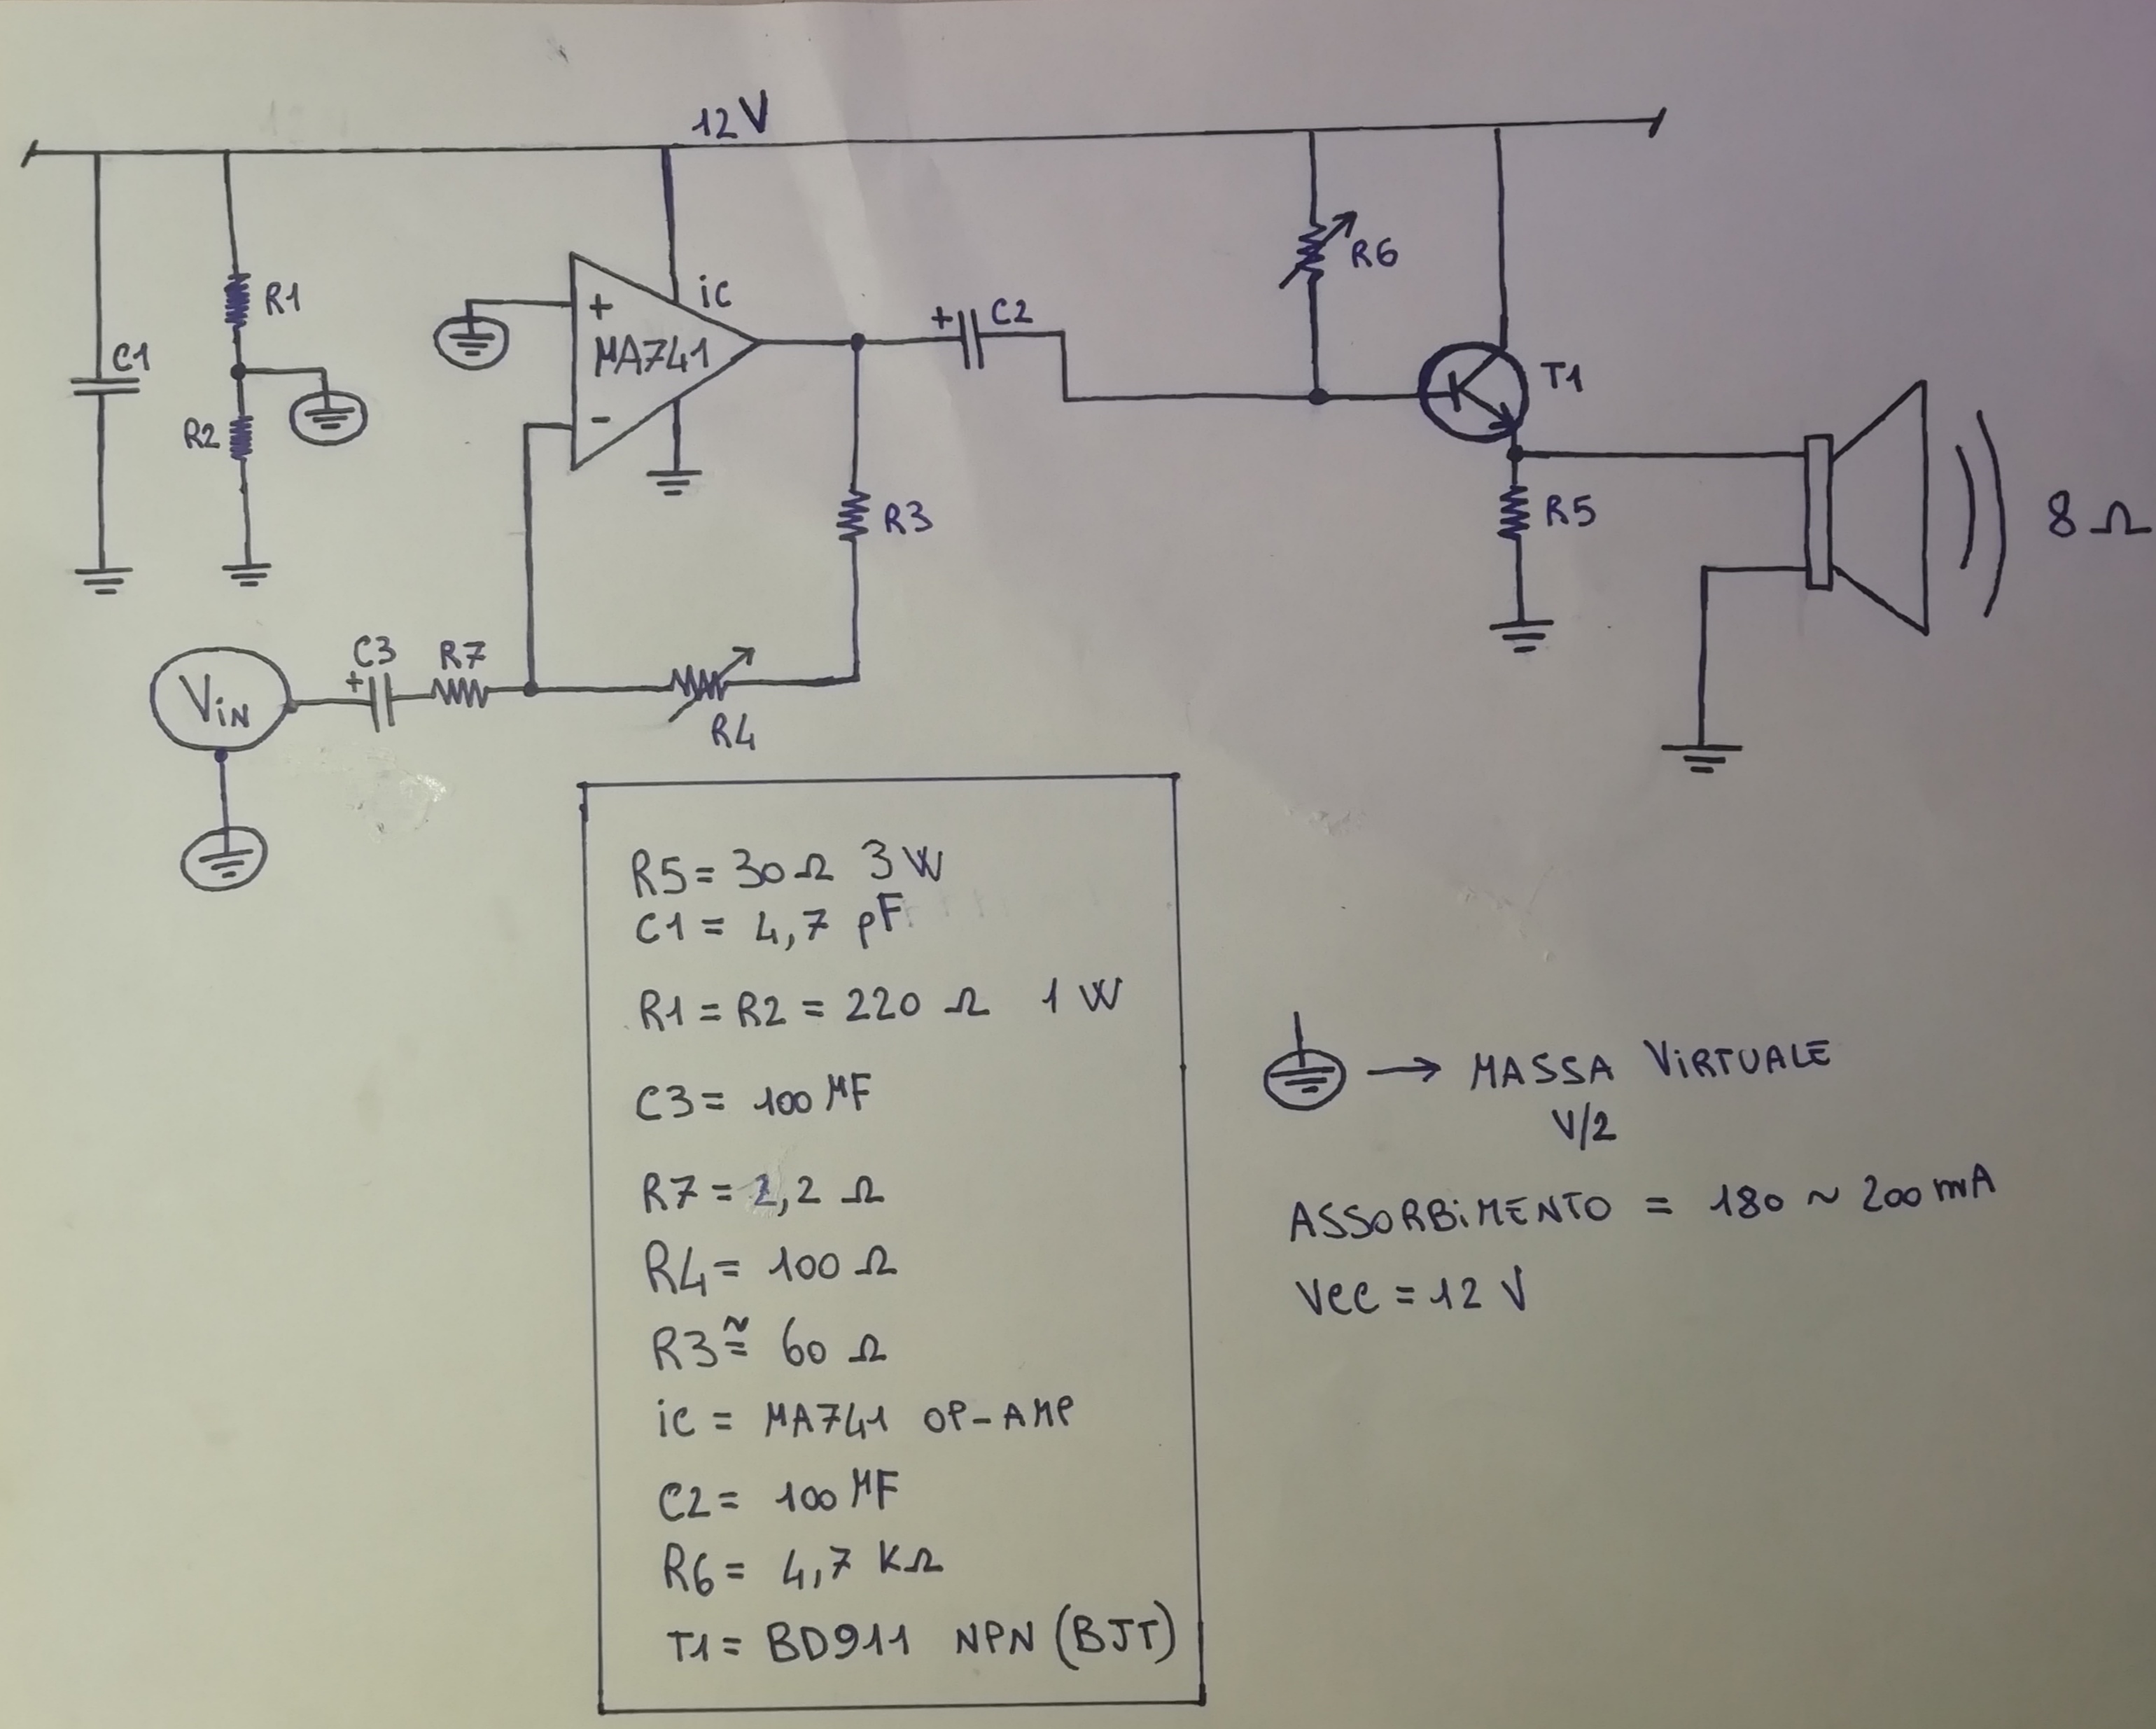 12V
R1
C1
R2
+
ic
MA741
-
+
C2
R6
T1
R3
R5
8 Ω
Vin
C3
+
R7
R4
R5 = 30 Ω 3 W
C1 = 4,7 pF
R1 = R2 = 220 Ω 1 W
C3 = 100 MF
R7 = 2,2 Ω
R4 = 100 Ω
R3 ≅ 60 Ω
ic = MA741 OP-AMP
C2 = 100 MF
R6 = 4,7 KΩ
T1 = BD911 NPN (BJT)
→ MASSA ViRTUALE
V/2
ASSORBiMENTO = 180 ~ 200 mA
Vcc = 12 V